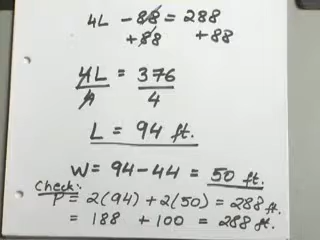 4L - 88 = 288
+88 +88
4L = 376
4 4
L = 94 ft.
W = 94 - 44 = 50 ft.
Check:
P = 2(94) + 2(50) = 288 ft.
= 188 + 100 = 288 ft.